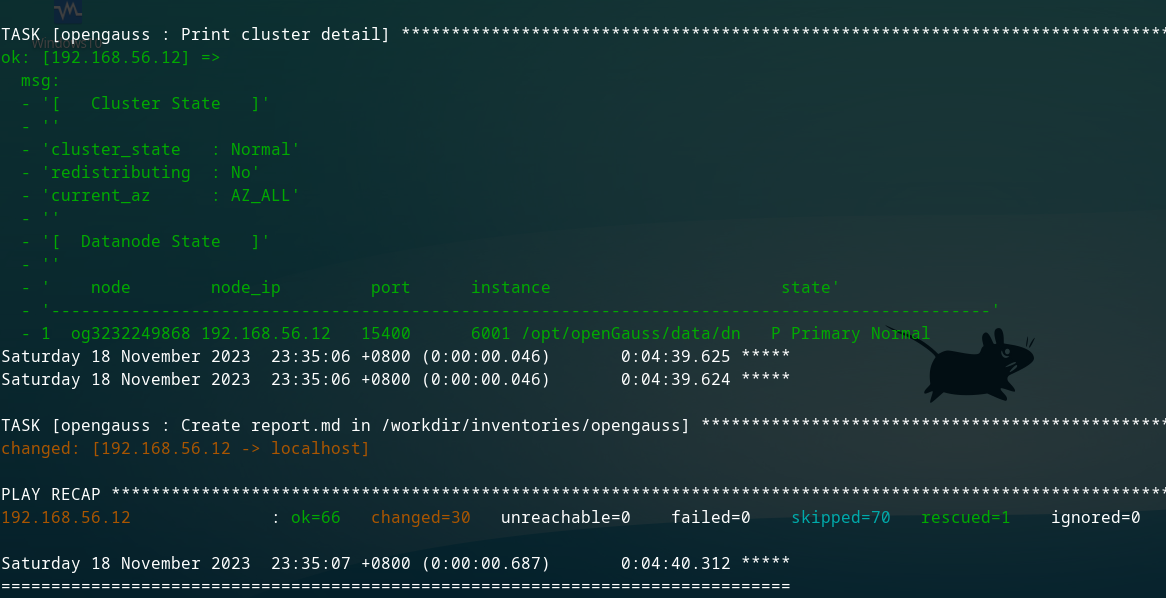 Windows10
TASK [opengauss : Print cluster detail] *****************************************************************************
ok: [192.168.56.12] =>
  msg:
  - '[   Cluster State   ]'
  - ''
  - 'cluster_state   : Normal'
  - 'redistributing  : No'
  - 'current_az      : AZ_ALL'
  - ''
  - '[  Datanode State   ]'
  - ''
  - '    node        node_ip         port      instance                       state'
  - '----------------------------------------------------------------------------------------------'
  - 1  og3232249868 192.168.56.12   15400      6001 /opt/openGauss/data/dn   P Primary Normal
Saturday 18 November 2023  23:35:06 +0800 (0:00:00.046)       0:04:39.625 *****
Saturday 18 November 2023  23:35:06 +0800 (0:00:00.046)       0:04:39.624 *****
TASK [opengauss : Create report.md in /workdir/inventories/opengauss] ***********************************************
changed: [192.168.56.12 -> localhost]
PLAY RECAP **********************************************************************************************************
192.168.56.12              : ok=66   changed=30   unreachable=0    failed=0    skipped=70   rescued=1    ignored=0
Saturday 18 November 2023  23:35:07 +0800 (0:00:00.687)       0:04:40.312 *****
===============================================================================